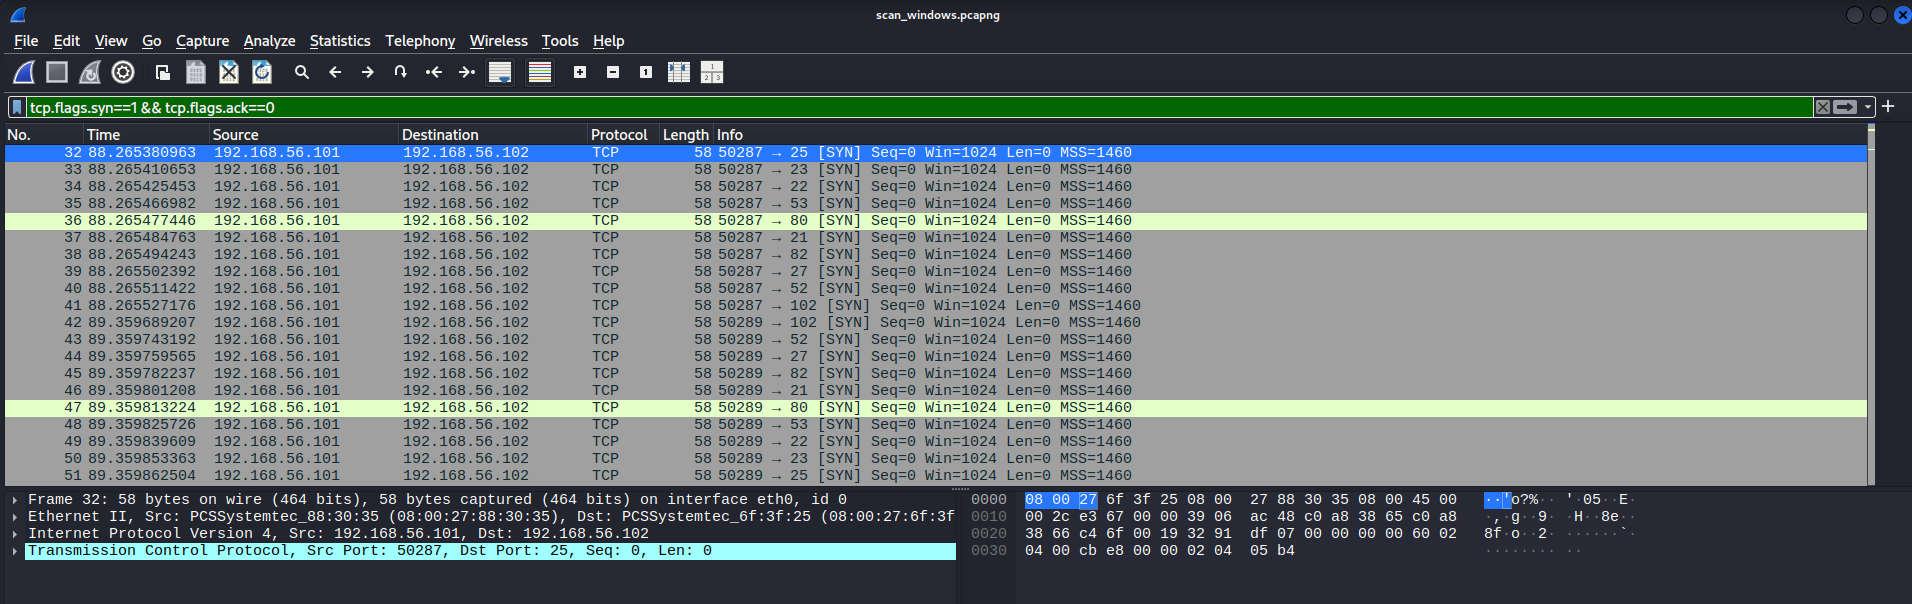 scan_windows.pcapng
File Edit View Go Capture Analyze Statistics Telephony Wireless Tools Help
tcp.flags.syn==1 && tcp.flags.ack==0
No. Time Source Destination Protocol Length Info
32 88.265380963 192.168.56.101 192.168.56.102 TCP 58 50287 → 25 [SYN] Seq=0 Win=1024 Len=0 MSS=1460
33 88.265410653 192.168.56.101 192.168.56.102 TCP 58 50287 → 23 [SYN] Seq=0 Win=1024 Len=0 MSS=1460
34 88.265425453 192.168.56.101 192.168.56.102 TCP 58 50287 → 22 [SYN] Seq=0 Win=1024 Len=0 MSS=1460
35 88.265466982 192.168.56.101 192.168.56.102 TCP 58 50287 → 53 [SYN] Seq=0 Win=1024 Len=0 MSS=1460
36 88.265477446 192.168.56.101 192.168.56.102 TCP 58 50287 → 80 [SYN] Seq=0 Win=1024 Len=0 MSS=1460
37 88.265484763 192.168.56.101 192.168.56.102 TCP 58 50287 → 21 [SYN] Seq=0 Win=1024 Len=0 MSS=1460
38 88.265494243 192.168.56.101 192.168.56.102 TCP 58 50287 → 82 [SYN] Seq=0 Win=1024 Len=0 MSS=1460
39 88.265502392 192.168.56.101 192.168.56.102 TCP 58 50287 → 27 [SYN] Seq=0 Win=1024 Len=0 MSS=1460
40 88.265511422 192.168.56.101 192.168.56.102 TCP 58 50287 → 52 [SYN] Seq=0 Win=1024 Len=0 MSS=1460
41 88.265527176 192.168.56.101 192.168.56.102 TCP 58 50287 → 102 [SYN] Seq=0 Win=1024 Len=0 MSS=1460
42 89.359689207 192.168.56.101 192.168.56.102 TCP 58 50289 → 102 [SYN] Seq=0 Win=1024 Len=0 MSS=1460
43 89.359743192 192.168.56.101 192.168.56.102 TCP 58 50289 → 52 [SYN] Seq=0 Win=1024 Len=0 MSS=1460
44 89.359759565 192.168.56.101 192.168.56.102 TCP 58 50289 → 27 [SYN] Seq=0 Win=1024 Len=0 MSS=1460
45 89.359782237 192.168.56.101 192.168.56.102 TCP 58 50289 → 82 [SYN] Seq=0 Win=1024 Len=0 MSS=1460
46 89.359801208 192.168.56.101 192.168.56.102 TCP 58 50289 → 21 [SYN] Seq=0 Win=1024 Len=0 MSS=1460
47 89.359813224 192.168.56.101 192.168.56.102 TCP 58 50289 → 80 [SYN] Seq=0 Win=1024 Len=0 MSS=1460
48 89.359825726 192.168.56.101 192.168.56.102 TCP 58 50289 → 53 [SYN] Seq=0 Win=1024 Len=0 MSS=1460
49 89.359839609 192.168.56.101 192.168.56.102 TCP 58 50289 → 22 [SYN] Seq=0 Win=1024 Len=0 MSS=1460
50 89.359853363 192.168.56.101 192.168.56.102 TCP 58 50289 → 23 [SYN] Seq=0 Win=1024 Len=0 MSS=1460
51 89.359862504 192.168.56.101 192.168.56.102 TCP 58 50289 → 25 [SYN] Seq=0 Win=1024 Len=0 MSS=1460
Frame 32: 58 bytes on wire (464 bits), 58 bytes captured (464 bits) on interface eth0, id 0
Ethernet II, Src: PCSSystemtec_88:30:35 (08:00:27:88:30:35), Dst: PCSSystemtec_6f:3f:25 (08:00:27:6f:3f
Internet Protocol Version 4, Src: 192.168.56.101, Dst: 192.168.56.102
Transmission Control Protocol, Src Port: 50287, Dst Port: 25, Seq: 0, Len: 0
0000 08 00 27 6f 3f 25 08 00 27 88 30 35 08 00 45 00 ··'o?%·· '·05··E·
0010 00 2c e3 67 00 00 39 06 ac 48 c0 a8 38 65 c0 a8 ·,·g··9· ·H··8e··
0020 38 66 c4 6f 00 19 32 91 df 07 00 00 00 00 60 02 8f·o··2· ······`·
0030 04 00 cb e8 00 00 02 04 05 b4 ········ ··